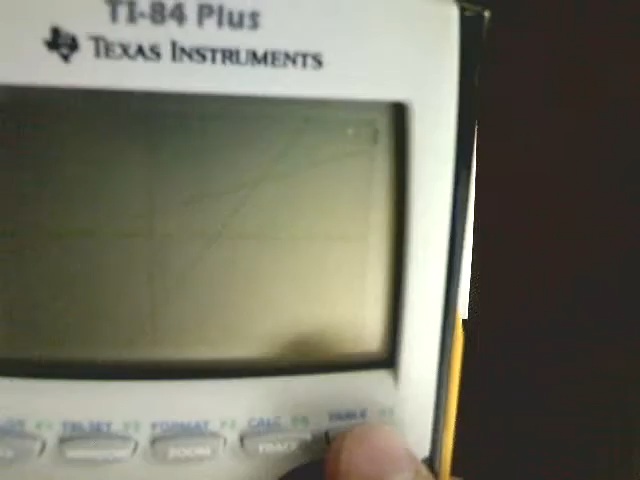 TI-84 Plus
TEXAS INSTRUMENTS
TBLSET F2 FORMAT F3 CALC F4 TABLE F5
WINDOW ZOOM TRACE